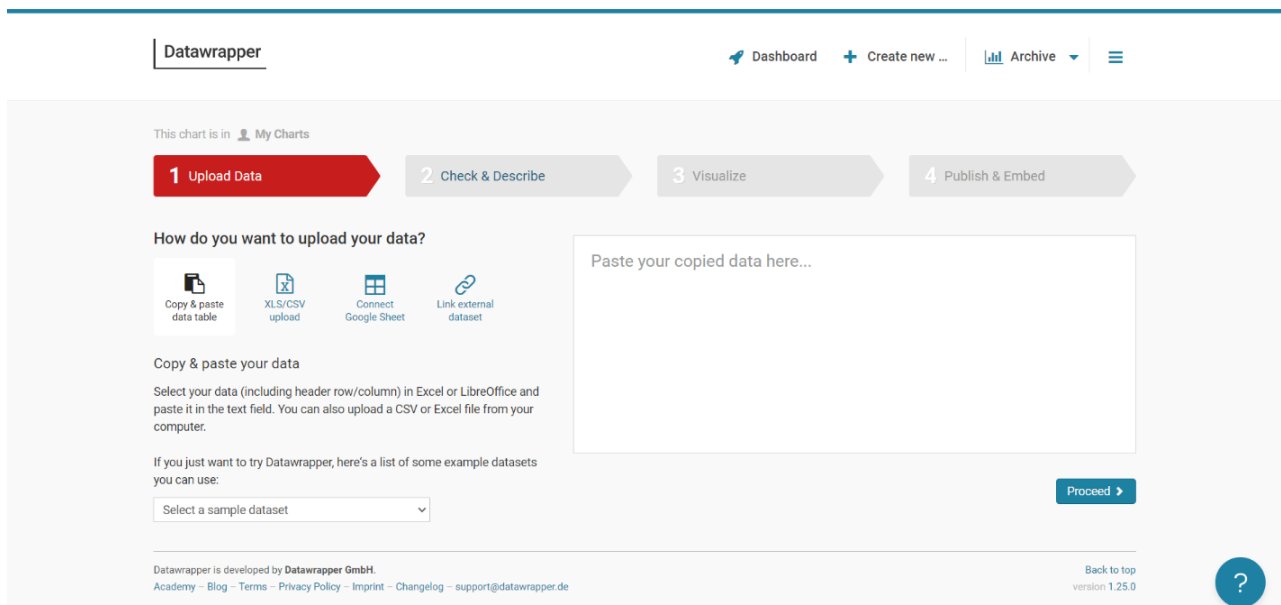 Datawrapper
Dashboard
Create new ...
Archive
This chart is in My Charts
1 Upload Data
2 Check & Describe
3 Visualize
4 Publish & Embed
How do you want to upload your data?
Copy & paste
data table
XLS/CSV
upload
Connect
Google Sheet
Link external
dataset
Copy & paste your data
Select your data (including header row/column) in Excel or LibreOffice and
paste it in the text field. You can also upload a CSV or Excel file from your
computer.
If you just want to try Datawrapper, here's a list of some example datasets
you can use:
Select a sample dataset
Paste your copied data here...
Proceed
Datawrapper is developed by Datawrapper GmbH.
Academy – Blog – Terms – Privacy Policy – Imprint – Changelog – support@datawrapper.de
Back to top
version 1.25.0
?